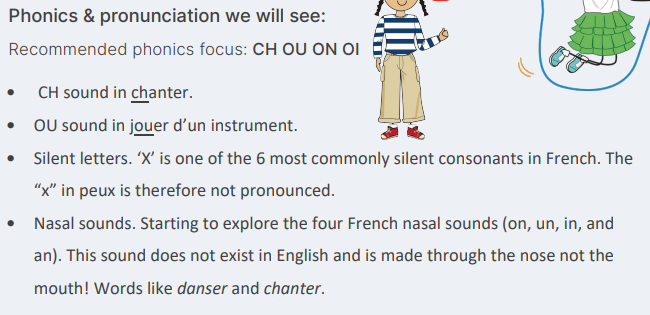 Phonics & pronunciation we will see:
Recommended phonics focus: CH OU ON OI
• CH sound in chanter.
• OU sound in jouer d’un instrument.
• Silent letters. ‘X’ is one of the 6 most commonly silent consonants in French. The
“x” in peux is therefore not pronounced.
• Nasal sounds. Starting to explore the four French nasal sounds (on, un, in, and
an). This sound does not exist in English and is made through the nose not the
mouth! Words like danser and chanter.